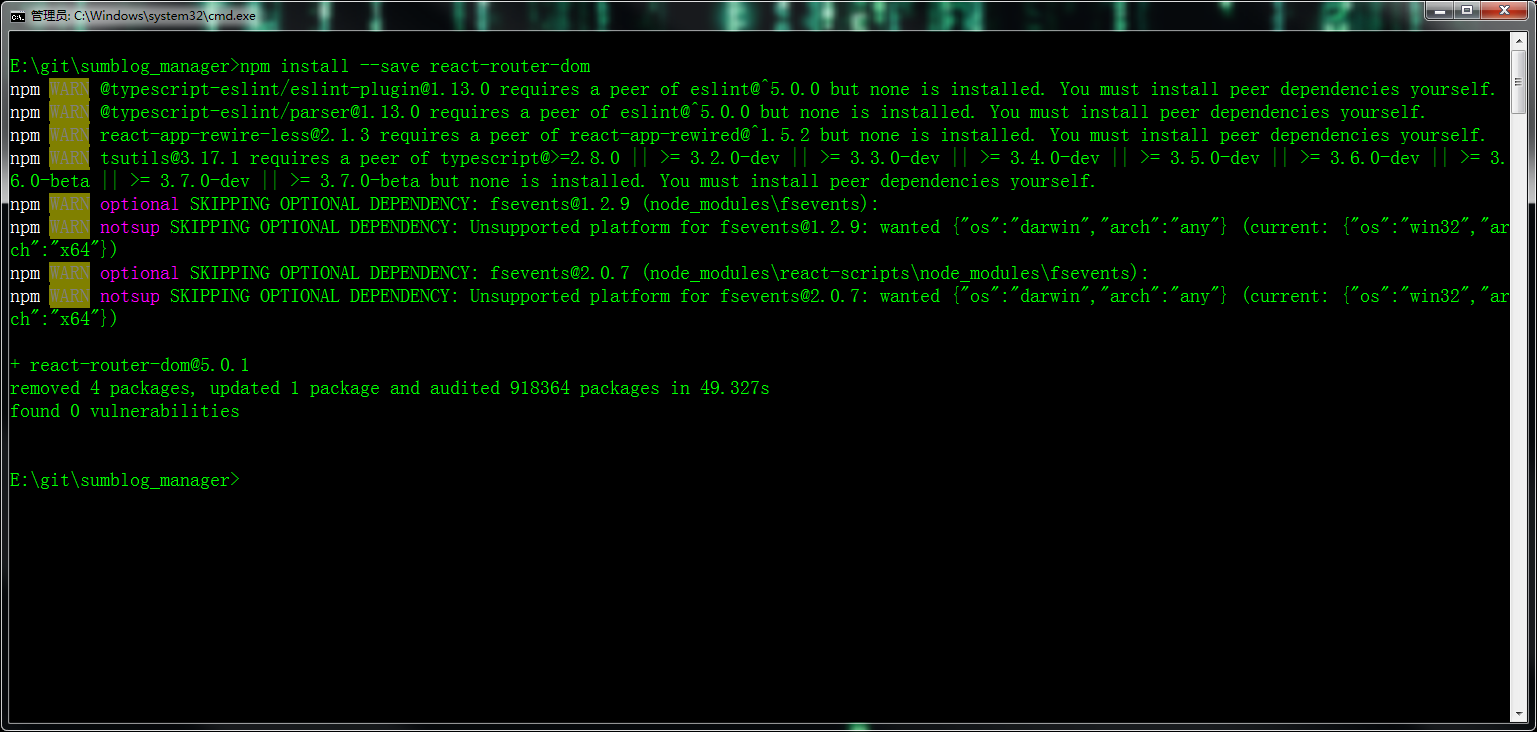 管理员: C:\Windows\system32\cmd.exe
E:\git\sumblog_manager>npm install --save react-router-dom
npm WARN @typescript-eslint/eslint-plugin@1.13.0 requires a peer of eslint@^5.0.0 but none is installed. You must install peer dependencies yourself.
npm WARN @typescript-eslint/parser@1.13.0 requires a peer of eslint@^5.0.0 but none is installed. You must install peer dependencies yourself.
npm WARN react-app-rewire-less@2.1.3 requires a peer of react-app-rewired@^1.5.2 but none is installed. You must install peer dependencies yourself.
npm WARN tsutils@3.17.1 requires a peer of typescript@>=2.8.0 || >= 3.2.0-dev || >= 3.3.0-dev || >= 3.4.0-dev || >= 3.5.0-dev || >= 3.6.0-dev || >= 3.
6.0-beta || >= 3.7.0-dev || >= 3.7.0-beta but none is installed. You must install peer dependencies yourself.
npm WARN optional SKIPPING OPTIONAL DEPENDENCY: fsevents@1.2.9 (node_modules\fsevents):
npm WARN notsup SKIPPING OPTIONAL DEPENDENCY: Unsupported platform for fsevents@1.2.9: wanted {"os":"darwin","arch":"any"} (current: {"os":"win32","ar
ch":"x64"})
npm WARN optional SKIPPING OPTIONAL DEPENDENCY: fsevents@2.0.7 (node_modules\react-scripts\node_modules\fsevents):
npm WARN notsup SKIPPING OPTIONAL DEPENDENCY: Unsupported platform for fsevents@2.0.7: wanted {"os":"darwin","arch":"any"} (current: {"os":"win32","ar
ch":"x64"})
+ react-router-dom@5.0.1
removed 4 packages, updated 1 package and audited 918364 packages in 49.327s
found 0 vulnerabilities
E:\git\sumblog_manager>